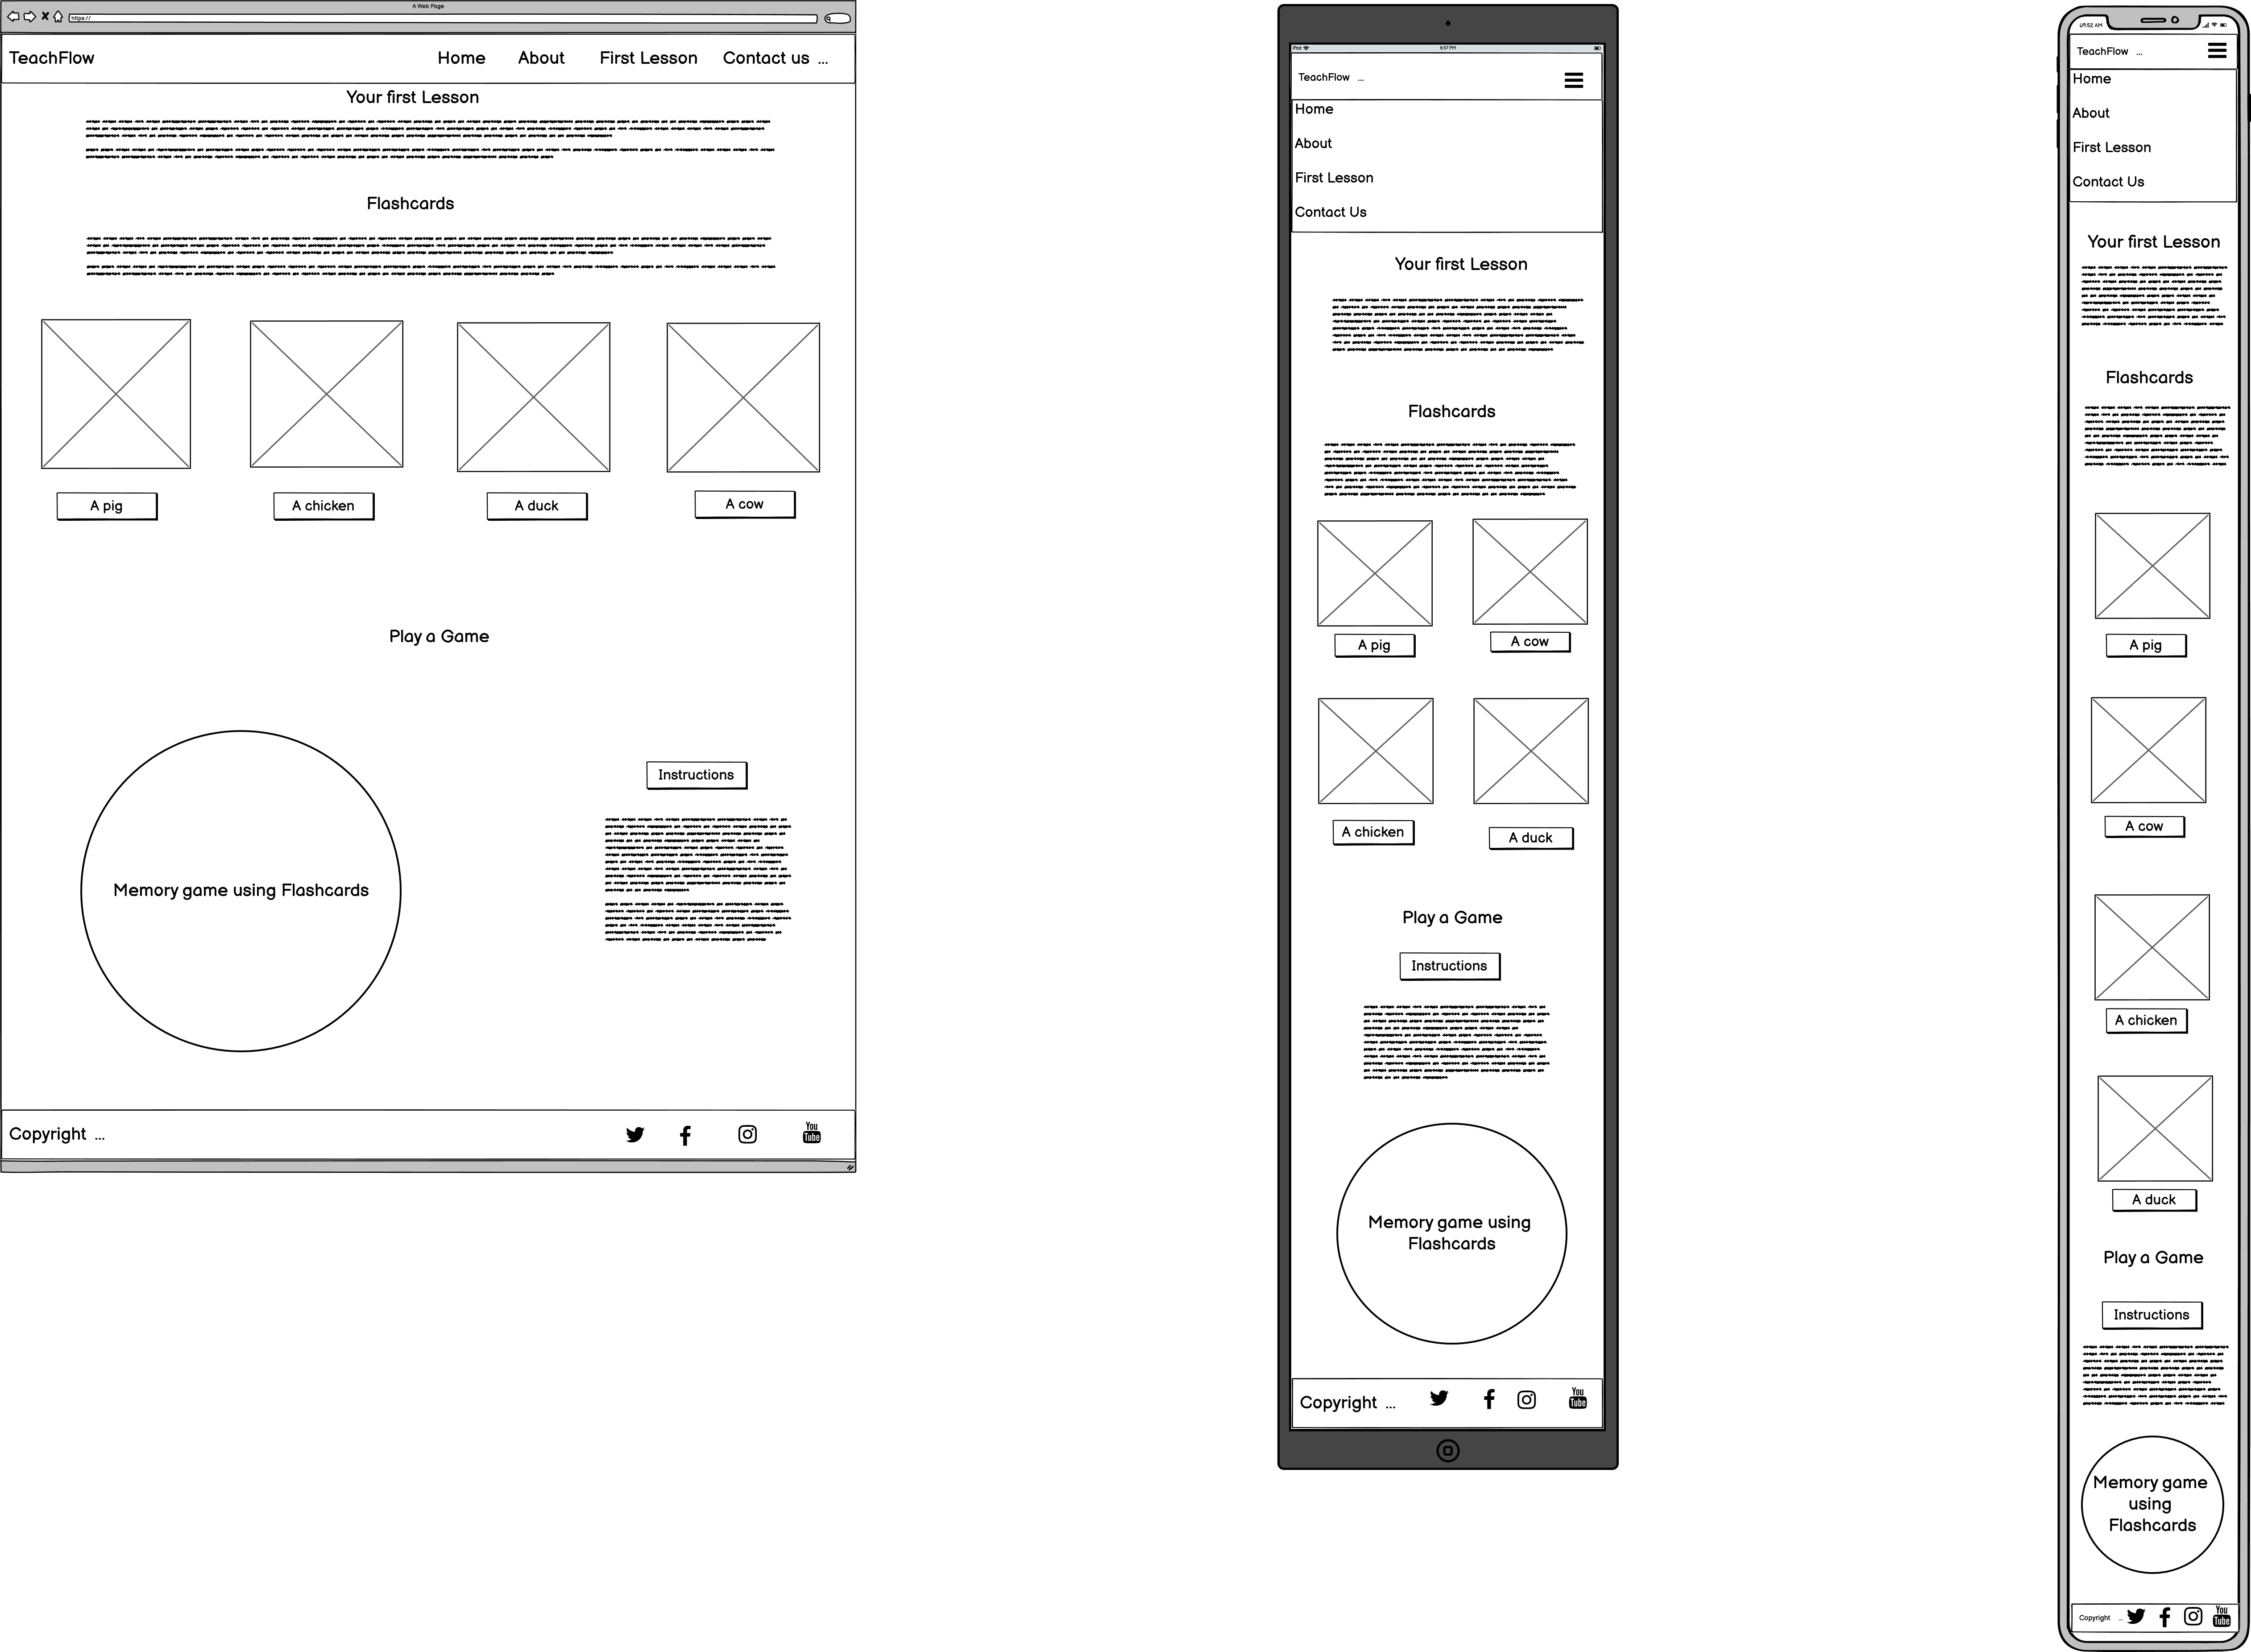 A Web Page
https://
TeachFlow Home About First Lesson Contact us ...
Your first Lesson
Flashcards
A pig A chicken A duck A cow
Play a Game
Instructions
Memory game using Flashcards
Copyright ...
You
Tube
iPad 6:57 PM
TeachFlow ...
Home
About
First Lesson
Contact Us
Your first Lesson
Flashcards
A pig A cow
A chicken A duck
Play a Game
Instructions
Memory game using
Flashcards
Copyright ...
You
Tube
09:52 AM
TeachFlow ...
Home
About
First Lesson
Contact Us
Your first Lesson
Flashcards
A pig
A cow
A chicken
A duck
Play a Game
Instructions
Memory game
using
Flashcards
Copyright ...
You
Tube